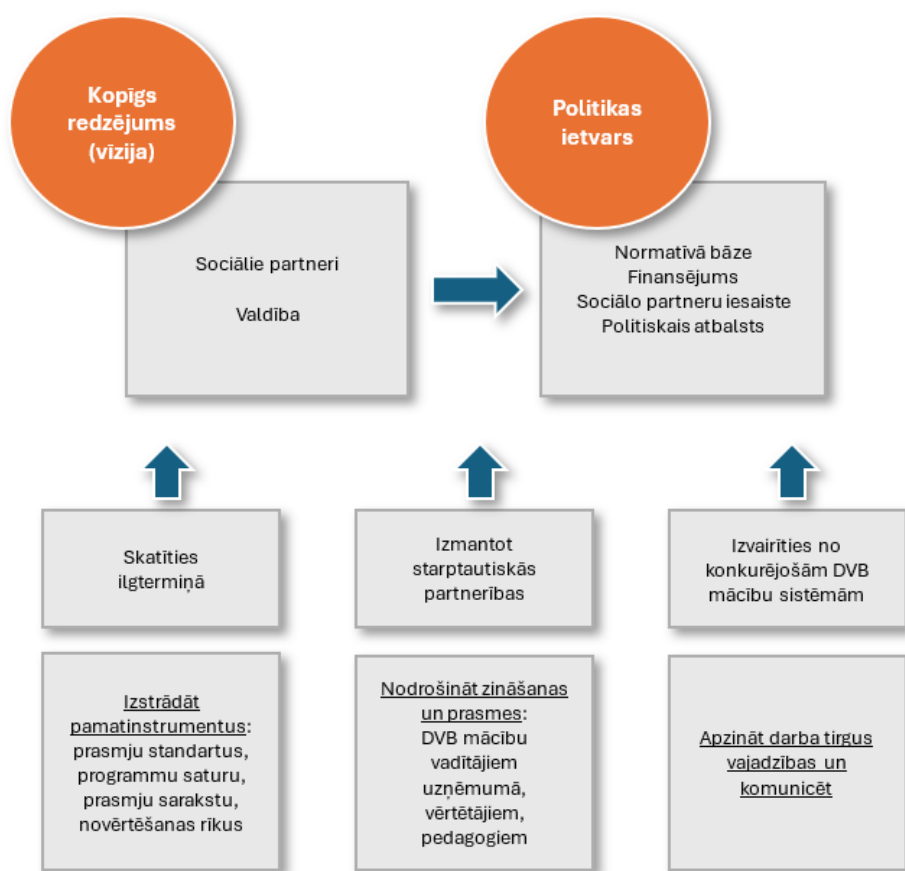 Kopīgs
redzējums
(vīzija)
Politikas
ietvars
Sociālie partneri
Valdība
Normatīvā bāze
Finansējums
Sociālo partneru iesaiste
Politiskais atbalsts
Skatīties
ilgtermiņā
Izmantot
starptautiskās
partnerības
Izvairīties no
konkurējošām DVB
mācību sistēmām
Izstrādāt
pamatinstrumentus:
prasmju standartus,
programmu saturu,
prasmju sarakstu,
novērtēšanas rīkus
Nodrošināt zināšanas
un prasmes:
DVB mācību
vadītājiem
uzņēmumā,
vērtētājiem,
pedagogiem
Apzināt darba tirgus
vajadzības un
komunicēt